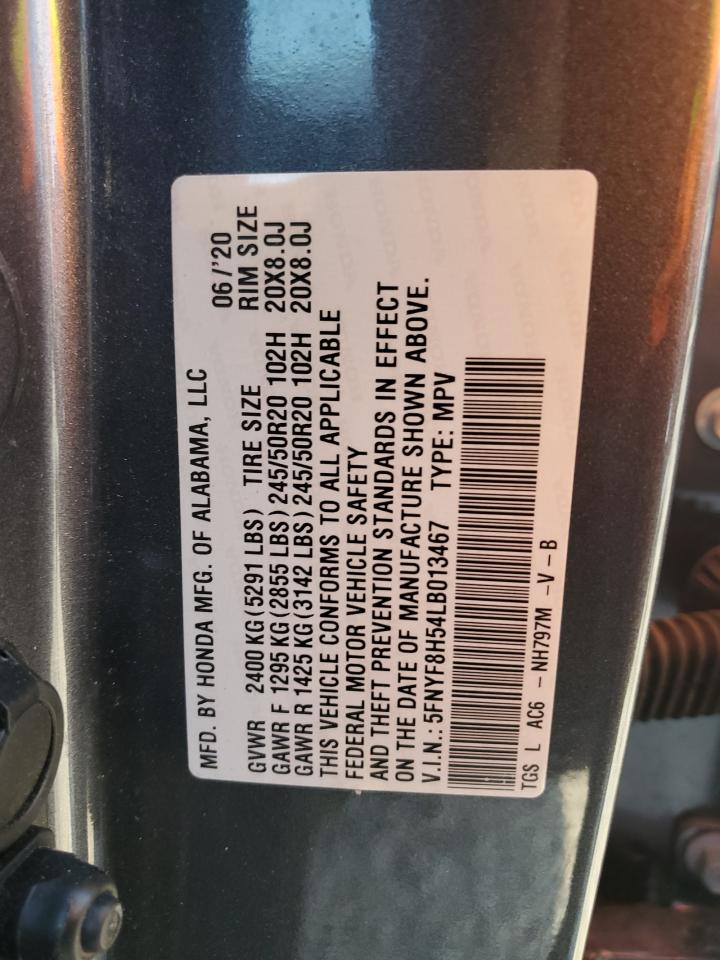 MFD. BY HONDA MFG. OF ALABAMA, LLC 06/'20
GVWR 2400 KG (5291 LBS) TIRE SIZE RIM SIZE
GAWR F 1295 KG (2855 LBS) 245/50R20 102H 20X8.0J
GAWR R 1425 KG (3142 LBS) 245/50R20 102H 20X8.0J
THIS VEHICLE CONFORMS TO ALL APPLICABLE
FEDERAL MOTOR VEHICLE SAFETY
AND THEFT PREVENTION STANDARDS IN EFFECT
ON THE DATE OF MANUFACTURE SHOWN ABOVE.
V.I.N.: 5FNYF8H54LB013467 TYPE: MPV
TGS L AC6 - NH797M -V-B